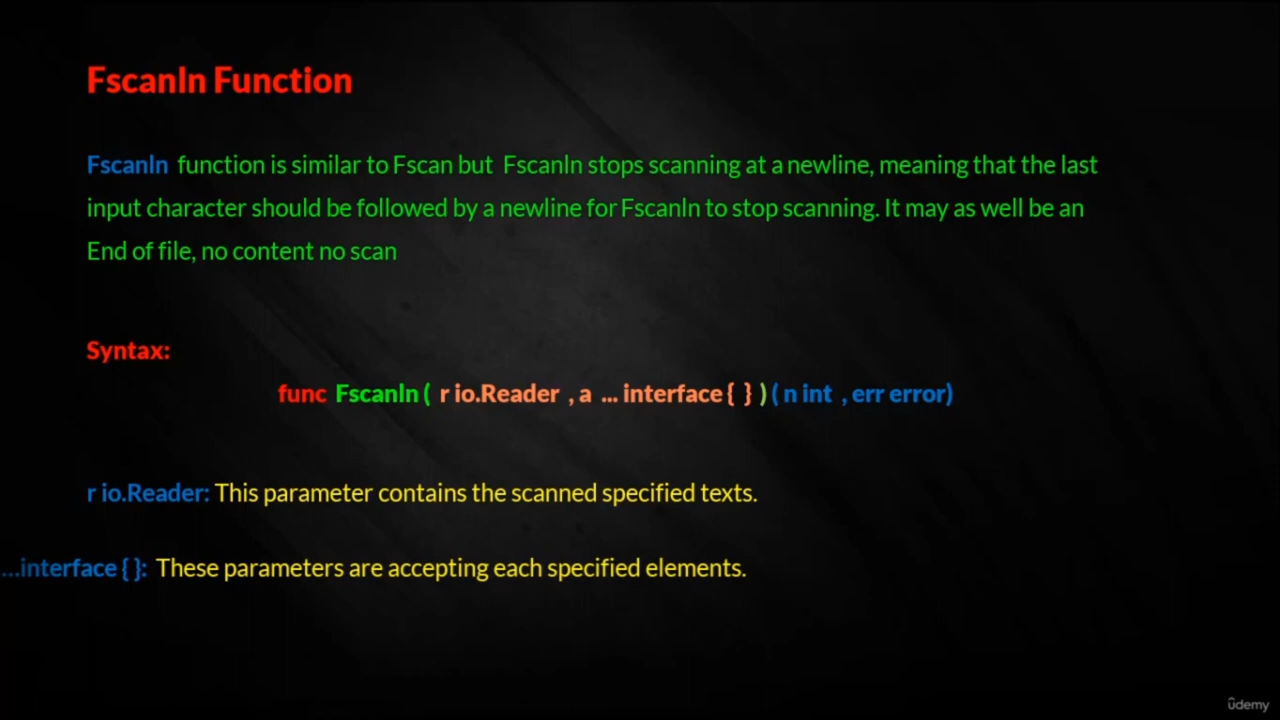 Fscanln Function
Fscanln function is similar to Fscan but Fscanln stops scanning at a newline, meaning that the last
input character should be followed by a newline for Fscanln to stop scanning. It may as well be an
End of file, no content no scan
Syntax:
func Fscanln ( r io.Reader , a ... interface { } ) ( n int , err error)
r io.Reader: This parameter contains the scanned specified texts.
...interface { }: These parameters are accepting each specified elements.
ûdemy